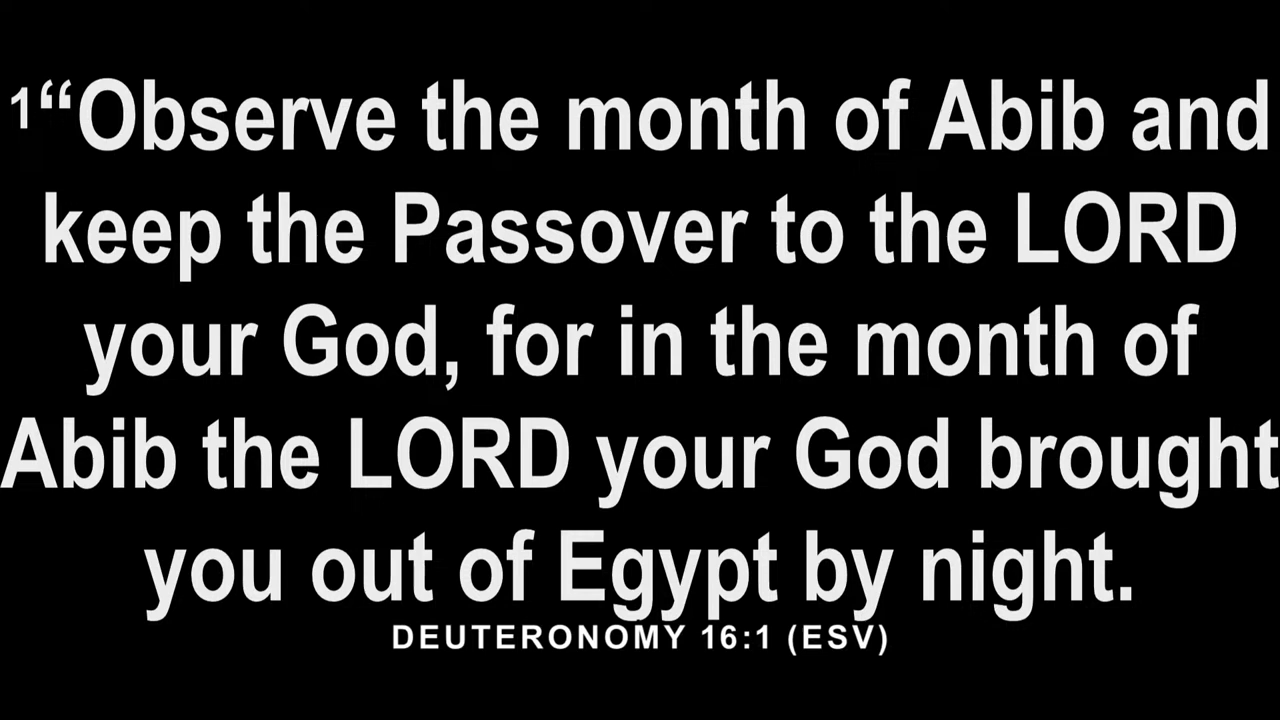 1“Observe the month of Abib and
keep the Passover to the LORD
your God, for in the month of
Abib the LORD your God brought
you out of Egypt by night.
DEUTERONOMY 16:1 (ESV)